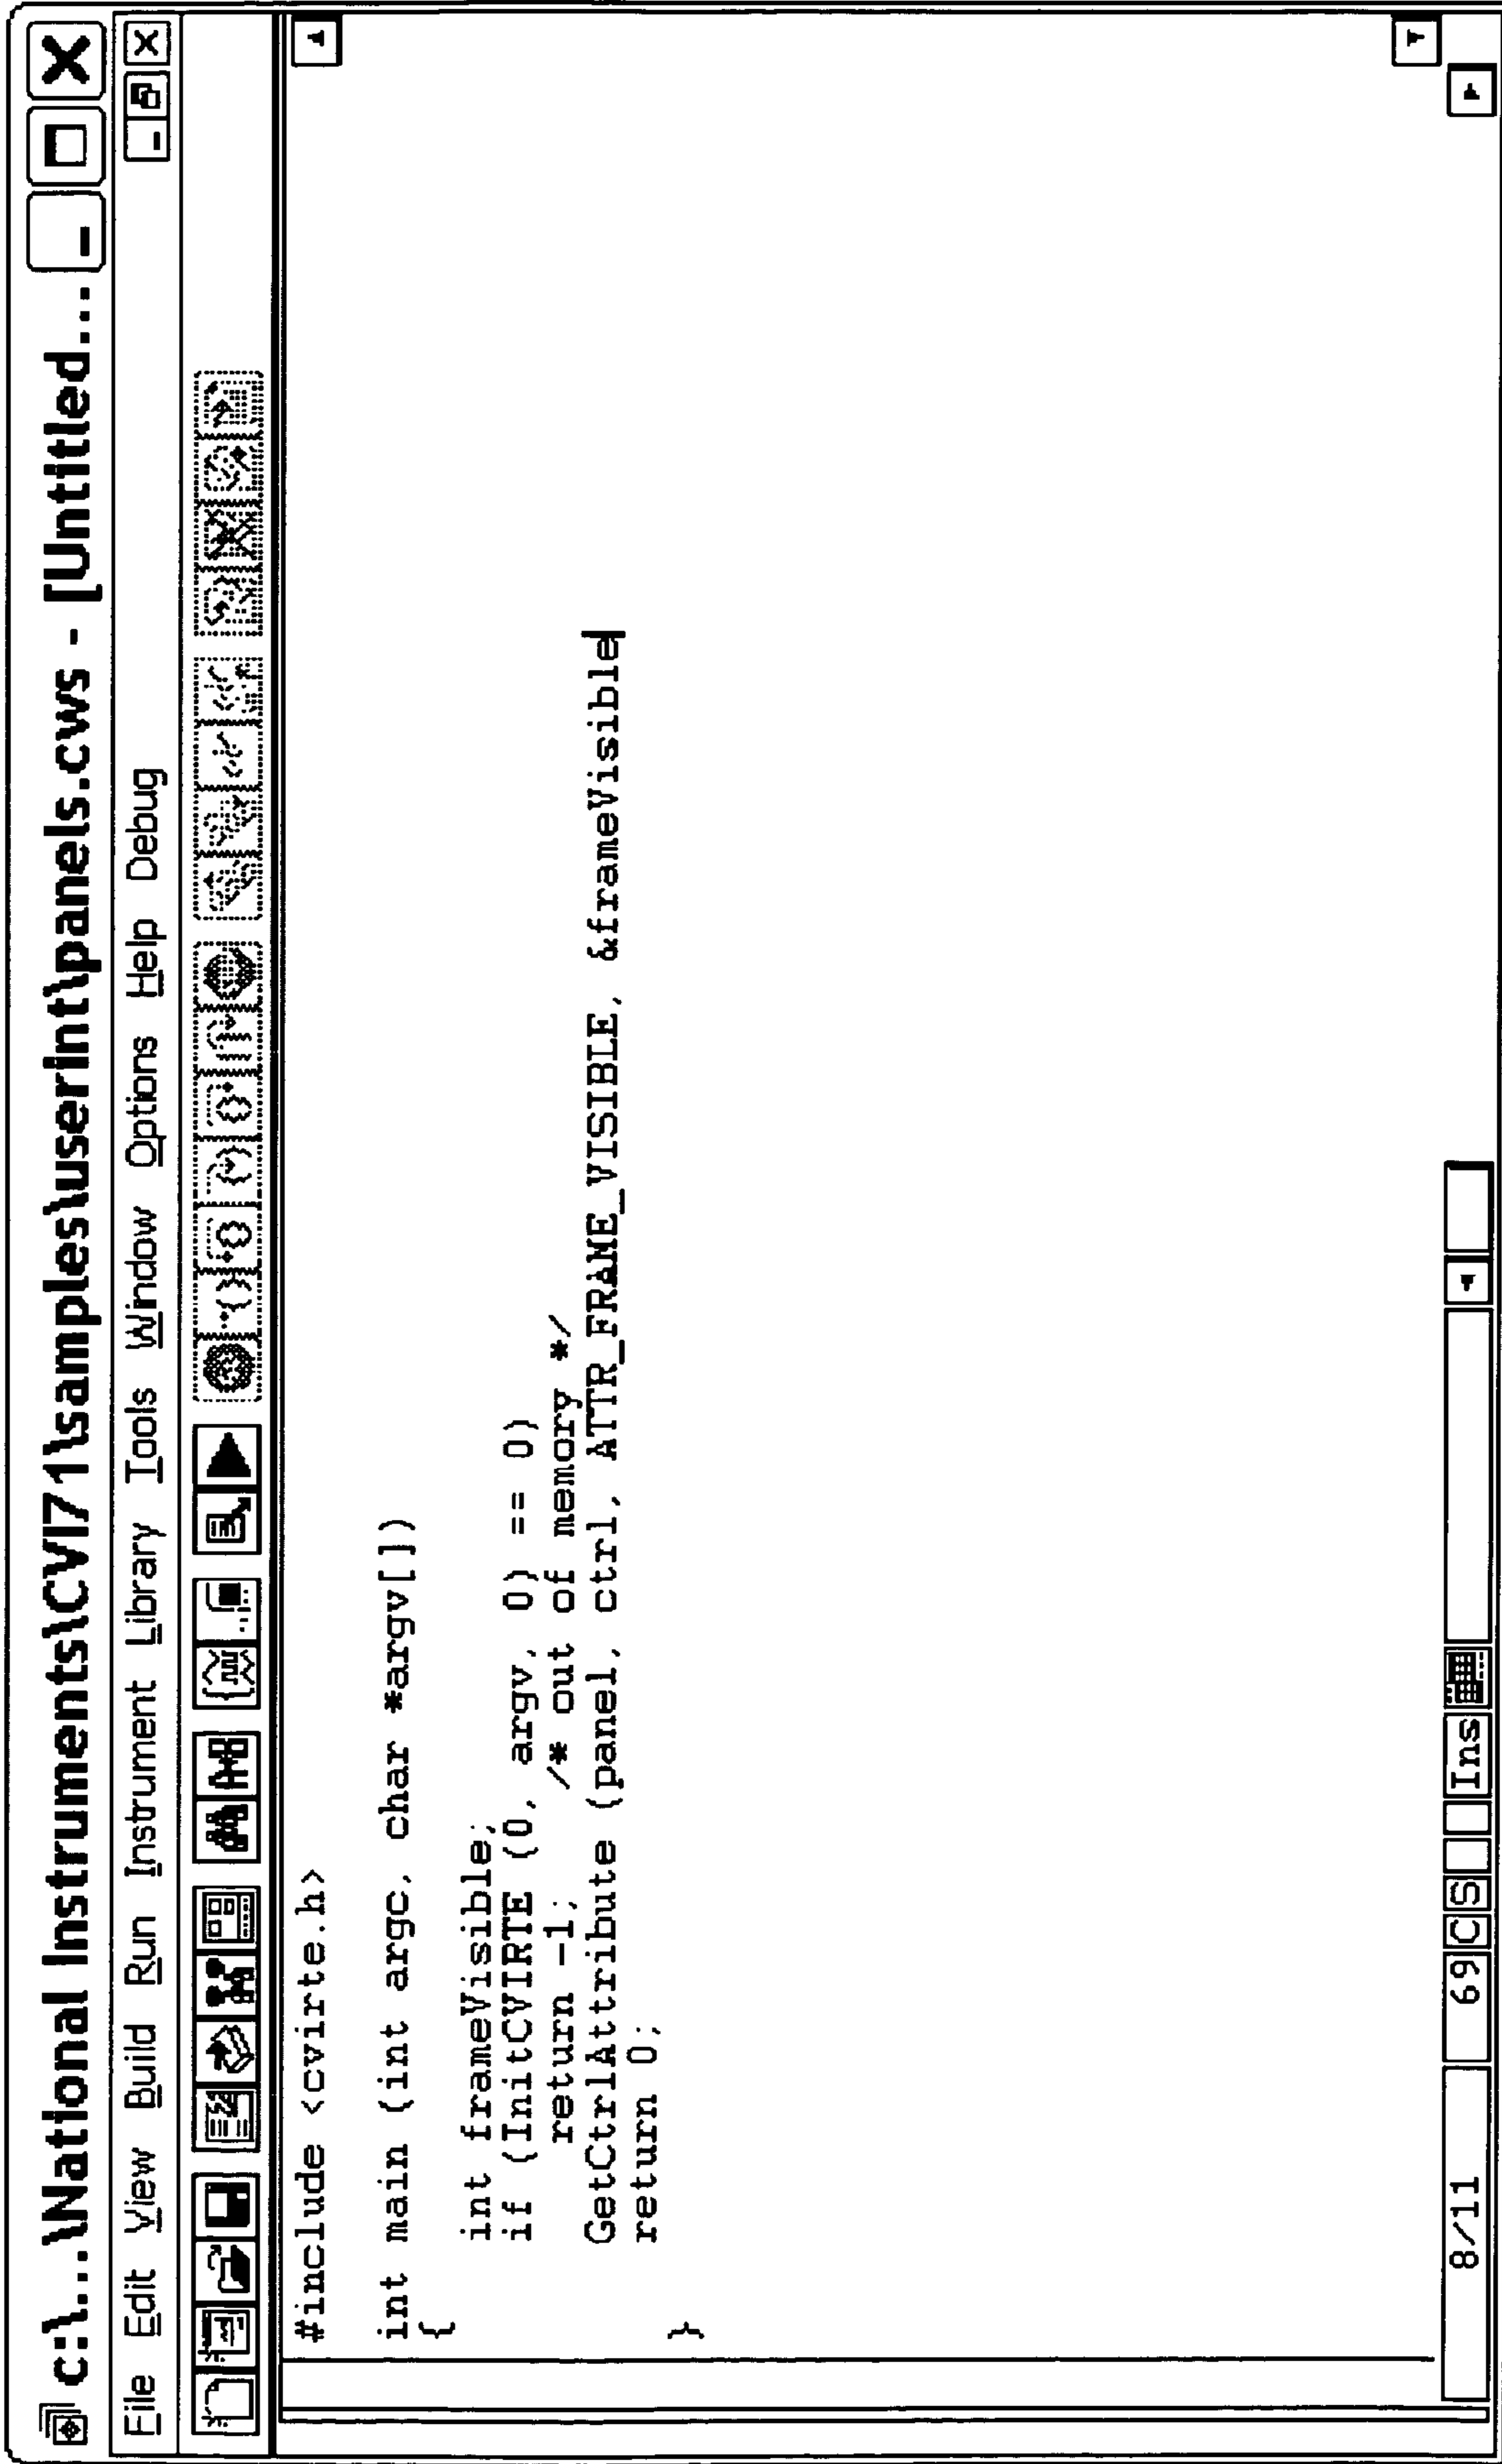 c:\...\National Instruments\CVI71\samples\userint\panels.cws - [Untitled...
File Edit View Build Run Instrument Library Tools Window Options Help Debug
#include <cvirte.h>
int main (int argc, char *argv[])
{
int frameVisible;
if (InitCVIRTE (0, argv, 0) == 0)
return -1; /* out of memory */
GetCtrlAttribute (panel, ctrl, ATTR_FRAME_VISIBLE, &frameVisible
return 0;
}
8/11 69 C S Ins